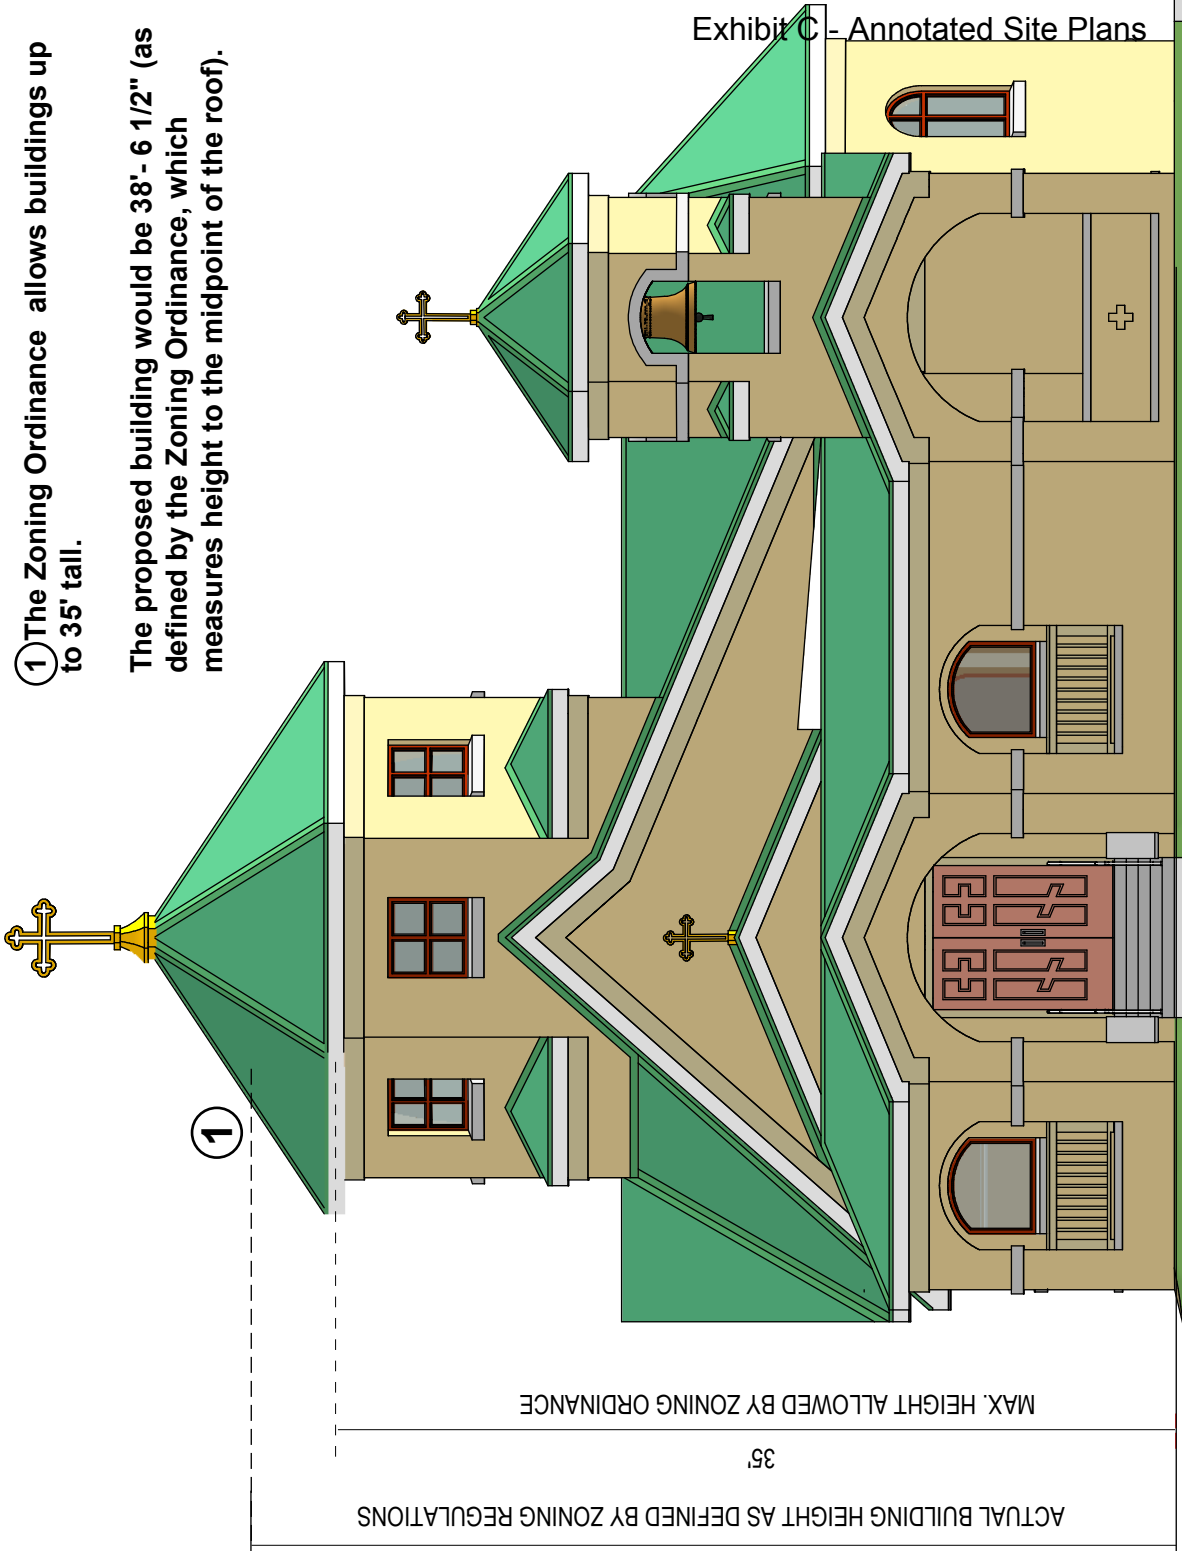 Exhibit C - Annotated Site Plans
1 The Zoning Ordinance allows buildings up
to 35' tall.
The proposed building would be 38'- 6 1/2" (as
defined by the Zoning Ordinance, which
measures height to the midpoint of the roof).
1
MAX. HEIGHT ALLOWED BY ZONING ORDINANCE
35'
ACTUAL BUILDING HEIGHT AS DEFINED BY ZONING REGULATIONS